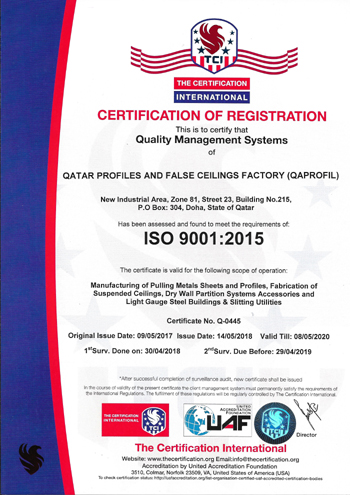 TCI
THE CERTIFICATION
INTERNATIONAL
CERTIFICATION OF REGISTRATION
This is to certify that
Quality Management Systems
of
QATAR PROFILES AND FALSE CEILINGS FACTORY (QAPROFIL)
New Industrial Area, Zone 81, Street 23, Building No.215,
P.O Box: 304, Doha, State of Qatar
Has been assessed and found to meet the requirements of:
ISO 9001:2015
The certificate is valid for the following scope of operation:
Manufacturing of Pulling Metals Sheets and Profiles, Fabrication of
Suspended Ceilings, Dry Wall Partition Systems Accessories and
Light Gauge Steel Buildings & Slitting Utilities
Certificate No. Q-0445
Original Issue Date: 09/05/2017 Issue Date: 14/05/2018 Valid Till: 08/05/2020
1stSurv. Done on: 30/04/2018 2ndSurv. Due Before: 29/04/2019
*After successful completion of surveillance audit, new certificate shall be issued
In the course of validity of the present certificate the client management system must permanently satisfy the requirements of
the International Regulations. The fulfilment of these regulations will be regularly controlled by The Certification International.
THE CERTIFICATION
INTERNATIONAL
TCI
UNITED
ACCREDITATION
FOUNDATION
UAF
TCI
Director
The Certification International
Website: www.thecertification.org Email:info@thecertification.org
Accreditation by United Accreditation Foundation
3510, Colmar, Norfolk 23509, VA, United States of America (USA)
To check certification status: http://uafaccreditation.org/en-organisation-certified-caf-accredited-certification-bodies